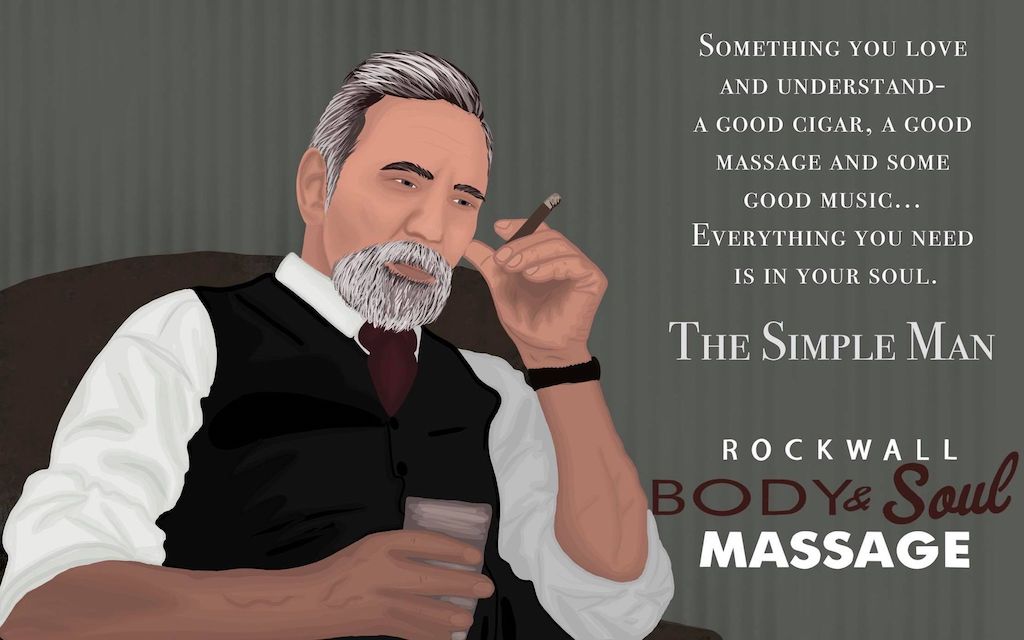 Something you love
and understand-
a good cigar, a good
massage and some
good music...
Everything you need
is in your soul.
The Simple Man
ROCKWALL
BODY & Soul
MASSAGE